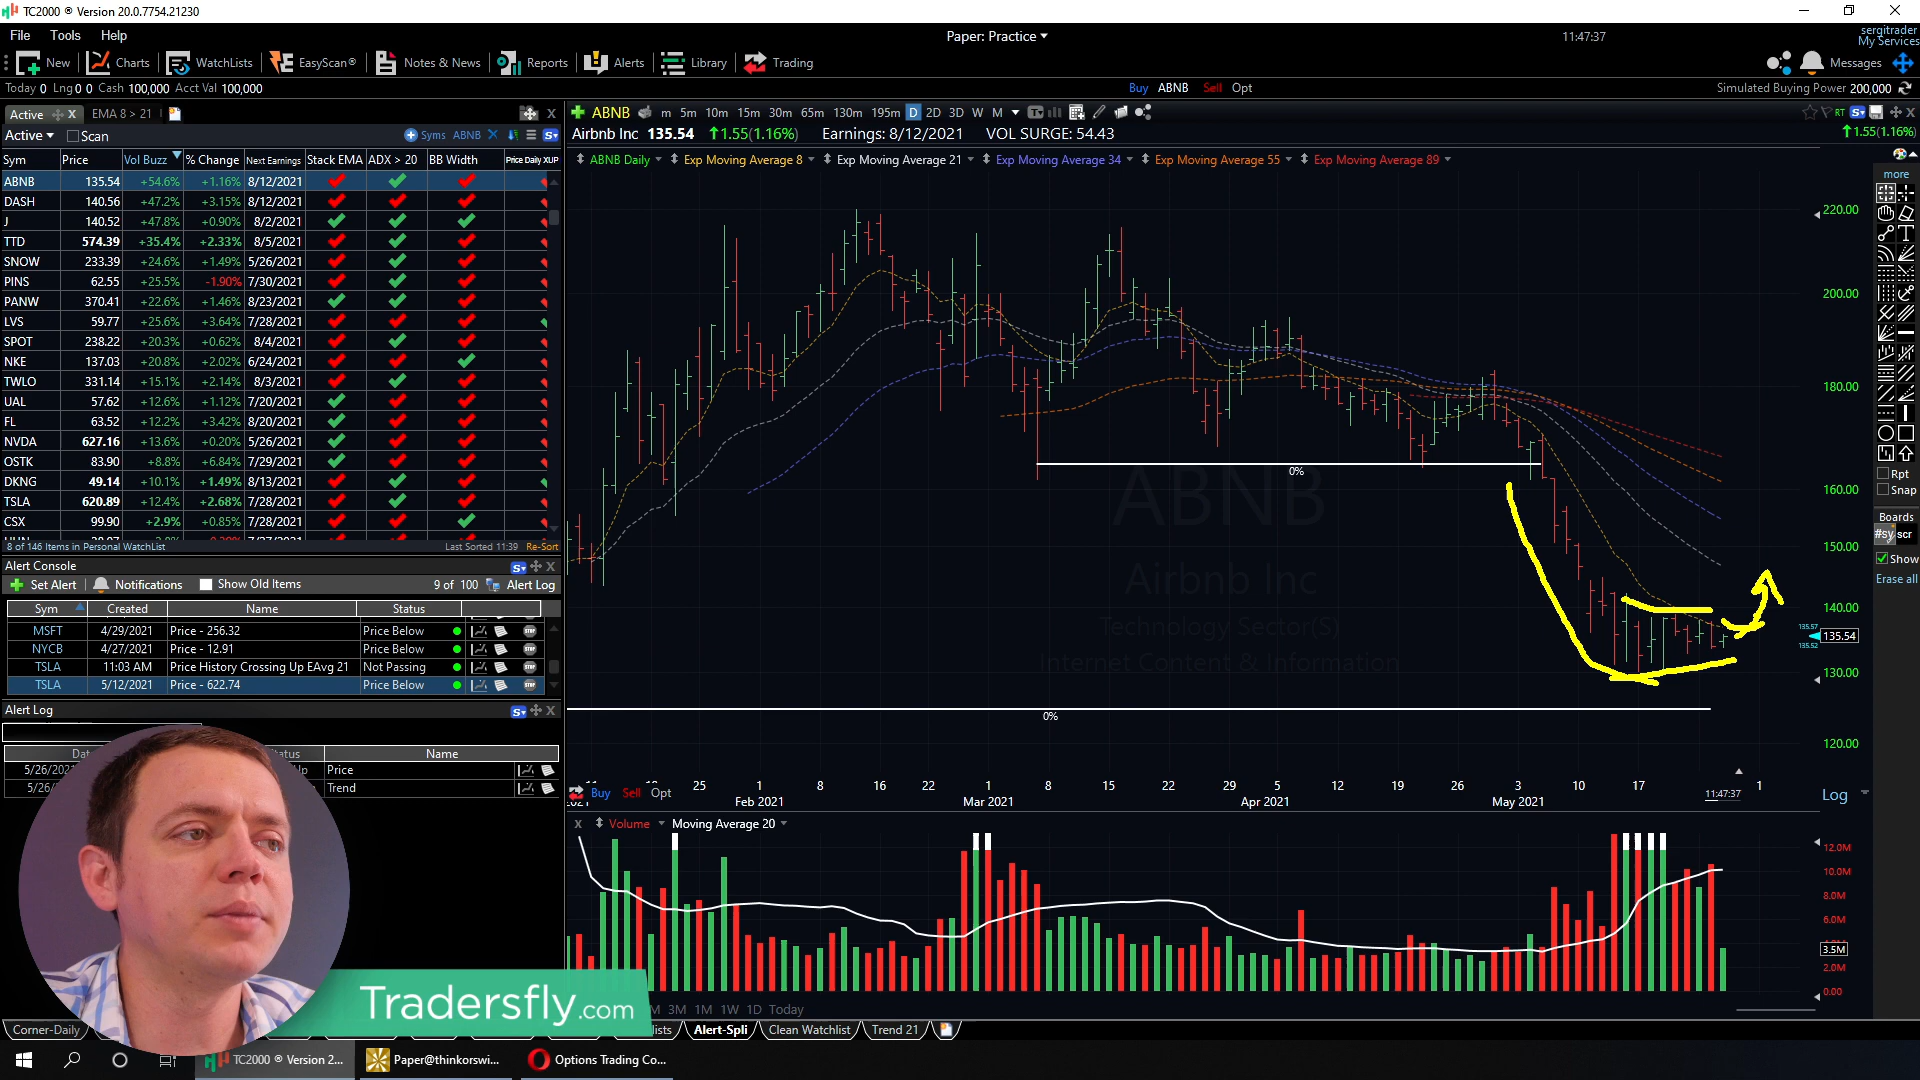 TC2000 ® Version 20.0.7754.21230
File Tools Help
Paper: Practice
11:47:37
sergitrader
My Services
New Charts WatchLists EasyScan® Notes & News Reports Alerts Library Trading
Messages
Today 0 Lng 0 0 Cash 100,000 Acct Val 100,000
Buy ABNB Sell Opt
Simulated Buying Power 200,000
Active EMA 8 > 21
Active Scan
Syms ABNB
ABNB m 5m 10m 15m 30m 65m 130m 195m D 2D 3D W M
RT
Airbnb Inc 135.54 1.55(1.16%) Earnings: 8/12/2021 VOL SURGE: 54.43
1.55(1.16%)
ABNB Daily Exp Moving Average 8 Exp Moving Average 21 Exp Moving Average 34 Exp Moving Average 55 Exp Moving Average 89
Sym Price Vol Buzz % Change Next Earnings Stack EMA ADX > 20 BB Width Price Daily XUP
ABNB 135.54 +54.6% +1.16% 8/12/2021
DASH 140.56 +47.2% +3.15% 8/12/2021
J 140.52 +47.8% +0.90% 8/2/2021
TTD 574.39 +35.4% +2.33% 8/5/2021
SNOW 233.39 +24.6% +1.49% 5/26/2021
PINS 62.55 +25.5% -1.90% 7/30/2021
PANW 370.41 +22.6% +1.46% 8/23/2021
LVS 59.77 +25.6% +3.64% 7/28/2021
SPOT 238.22 +20.3% +0.62% 8/4/2021
NKE 137.03 +20.8% +2.02% 6/24/2021
TWLO 331.14 +15.1% +2.14% 8/3/2021
UAL 57.62 +12.6% +1.12% 7/20/2021
FL 63.52 +12.2% +3.42% 8/20/2021
NVDA 627.16 +13.6% +0.20% 5/26/2021
OSTK 83.90 +8.8% +6.84% 7/29/2021
DKNG 49.14 +10.1% +1.49% 8/13/2021
TSLA 620.89 +12.4% +2.68% 7/28/2021
CSX 99.90 +2.9% +0.85% 7/28/2021
8 of 146 Items in Personal WatchList Last Sorted 11:39 Re-Sort
Alert Console
Set Alert Notifications Show Old Items 9 of 100 Alert Log
Sym Created Name Status
MSFT 4/29/2021 Price - 256.32 Price Below
NYCB 4/27/2021 Price - 12.91 Price Below
TSLA 11:03 AM Price History Crossing Up EAvg 21 Not Passing
TSLA 5/12/2021 Price - 622.74 Price Below
Alert Log
Name
Price
Trend
220.00
200.00
180.00
160.00
150.00
140.00
135.57
135.54
135.52
130.00
120.00
0%
0%
ABNB
Airbnb Inc
Technology Sector(S)
Internet Content & Information
more
Rpt
Snap
Boards
#sy scr
Show
Erase all
25 1 8 16 22 1 8 15 22 29 5 12 19 26 3 10 17 1
Feb 2021 Mar 2021 Apr 2021 May 2021
11:47:37
Log
Buy Sell Opt
X Volume Moving Average 20
12.0M
10.0M
8.0M
6.0M
3.5M
2.0M
0.00
3M 1M 1W 1D Today
Tradersfly.com
Corner-Daily Alert-Spli Clean Watchlist Trend 21
TC2000 ® Version 2... Paper@thinkorswi... Options Trading Co...